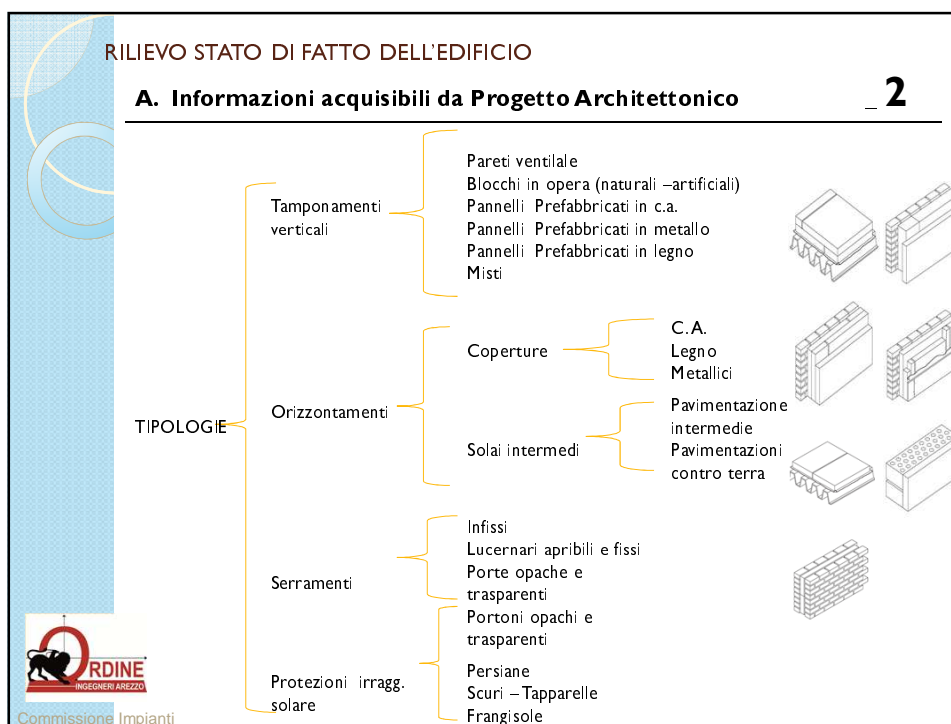 RILIEVO STATO DI FATTO DELL'EDIFICIO
A. Informazioni acquisibili da Progetto Architettonico _ 2
TIPOLOGIE
Tamponamenti
verticali
Pareti ventilale
Blocchi in opera (naturali –artificiali)
Pannelli Prefabbricati in c.a.
Pannelli Prefabbricati in metallo
Pannelli Prefabbricati in legno
Misti
Orizzontamenti
Coperture
C.A.
Legno
Metallici
Solai intermedi
Pavimentazione
intermedie
Pavimentazioni
contro terra
Serramenti
Infissi
Lucernari apribili e fissi
Porte opache e
trasparenti
Portoni opachi e
trasparenti
Protezioni irragg.
solare
Persiane
Scuri – Tapparelle
Frangisole
ORDINE
INGEGNERI AREZZO
Commissione Impianti